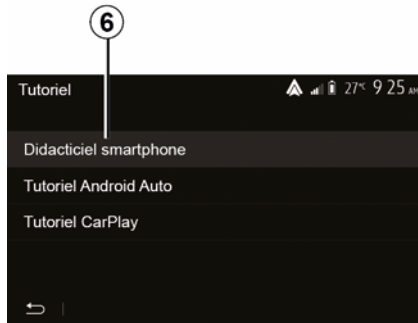 6
Tutoriel 27°C 9 25 AM
Didacticiel smartphone
Tutoriel Android Auto
Tutoriel CarPlay